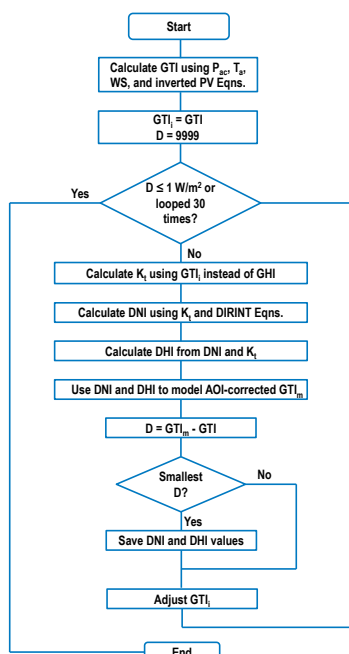 Start
Calculate GTI using Pac, Ta,
WS, and inverted PV Eqns.
GTIi = GTI
D = 9999
Yes
D ≤ 1 W/m² or
looped 30
times?
No
Calculate Kt using GTIi instead of GHI
Calculate DNI using Kt and DIRINT Eqns.
Calculate DHI from DNI and Kt
Use DNI and DHI to model AOI-corrected GTIm
D = GTIm - GTI
Smallest
D?
No
Yes
Save DNI and DHI values
Adjust GTIi
End